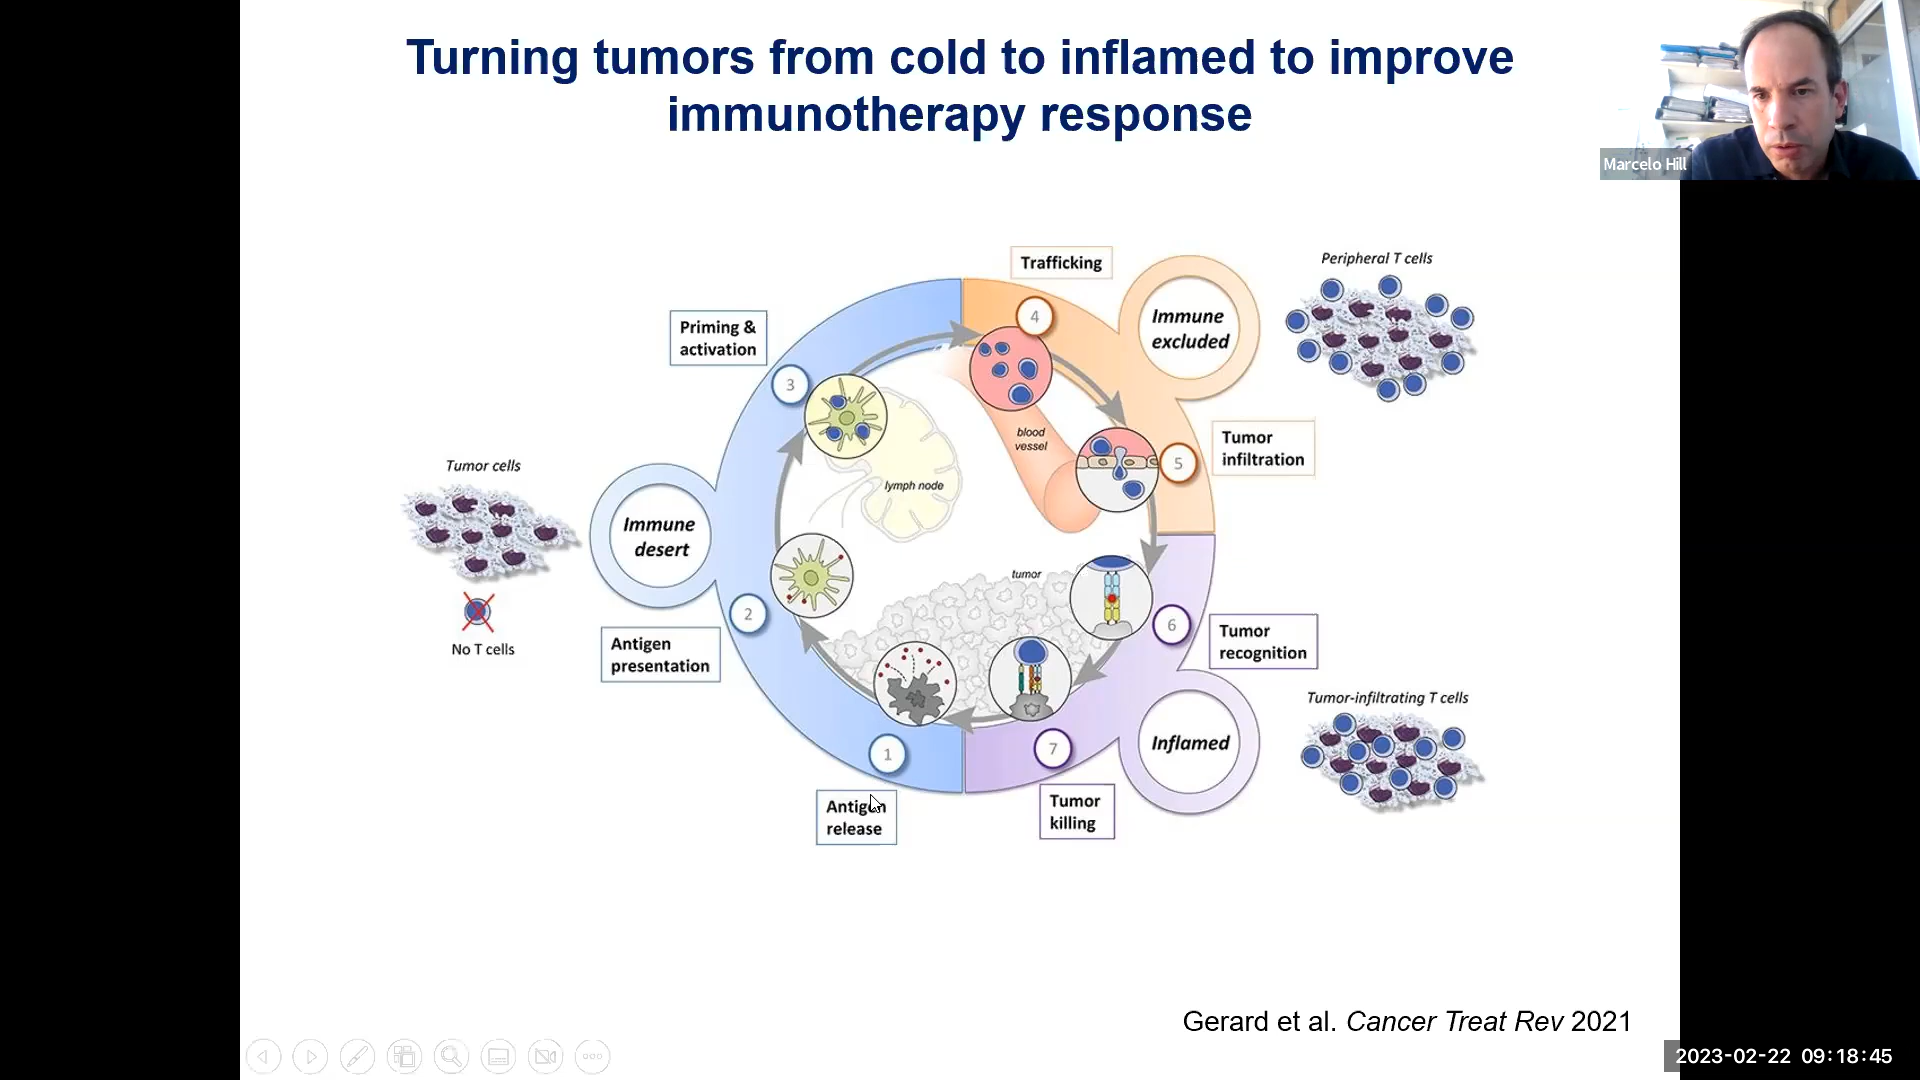 Turning tumors from cold to inflamed to improve
immunotherapy response
Marcelo Hill
Trafficking
4
Immune
excluded
Peripheral T cells
Priming &
activation
3
blood
vessel
Tumor
infiltration
5
lymph node
Tumor cells
Immune
desert
No T cells
2
Antigen
presentation
tumor
6
Tumor
recognition
Tumor-infiltrating T cells
Inflamed
1
7
Antigen
release
Tumor
killing
Gerard et al. Cancer Treat Rev 2021
2023-02-22 09:18:45